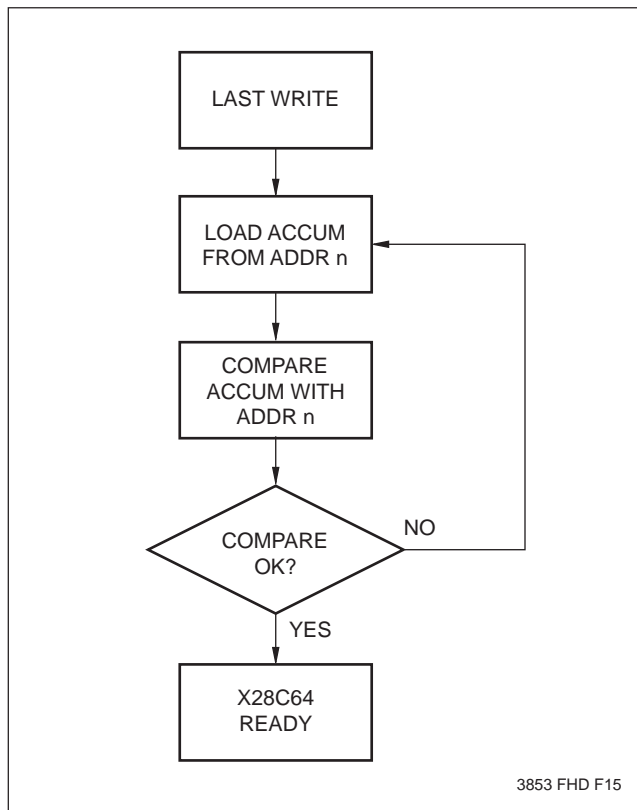 LAST WRITE
LOAD ACCUM
FROM ADDR n
COMPARE
ACCUM WITH
ADDR n
COMPARE
OK?
NO
YES
X28C64
READY
3853 FHD F15